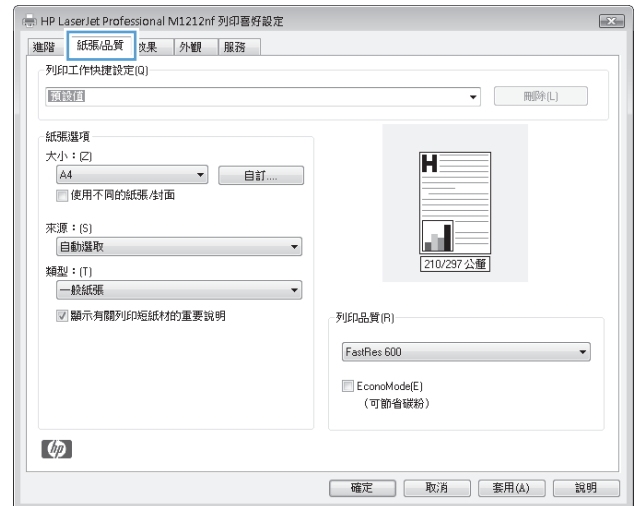 HP LaserJet Professional M1212nf 列印喜好設定
進階 紙張/品質 效果 外觀 服務
列印工作快捷設定(Q)
預設值
刪除(L)
紙張選項
大小：(Z)
A4
自訂....
使用不同的紙張/封面
來源：(S)
自動選取
類型：(T)
一般紙張
顯示有關列印短紙材的重要說明
H
210/297 公釐
列印品質(R)
FastRes 600
EconoMode(E)
(可節省碳粉)
hp
確定 取消 套用(A) 說明